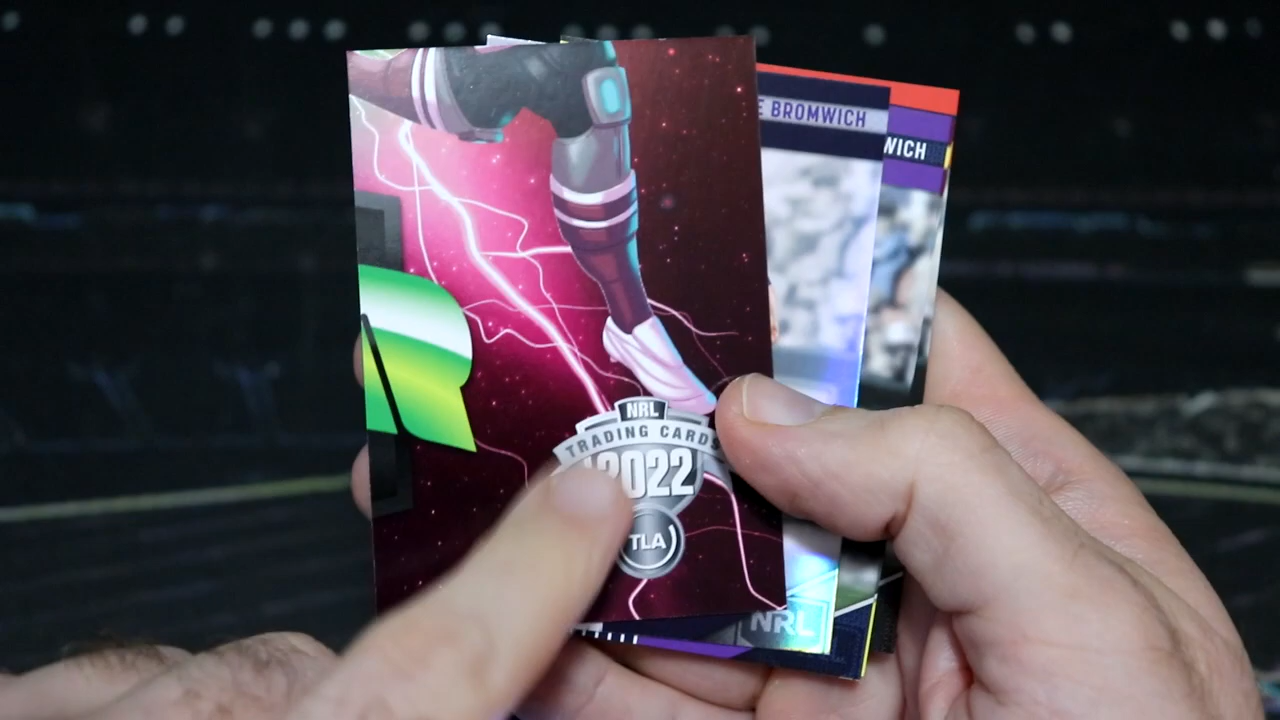 E BROMWICH
WICH
NRL
TRADING CARDS
2022
TLA
NRL